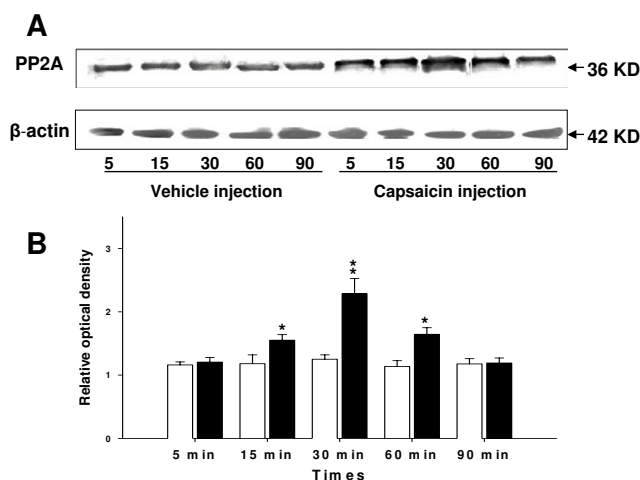 A
PP2A
36 KD
β-actin
42 KD
5 15 30 60 90 5 15 30 60 90
Vehicle injection Capsaicin injection
B
Relative optical density
3
2
1
0
*
**
*
5 min 15 min 30 min 60 min 90 min
Times